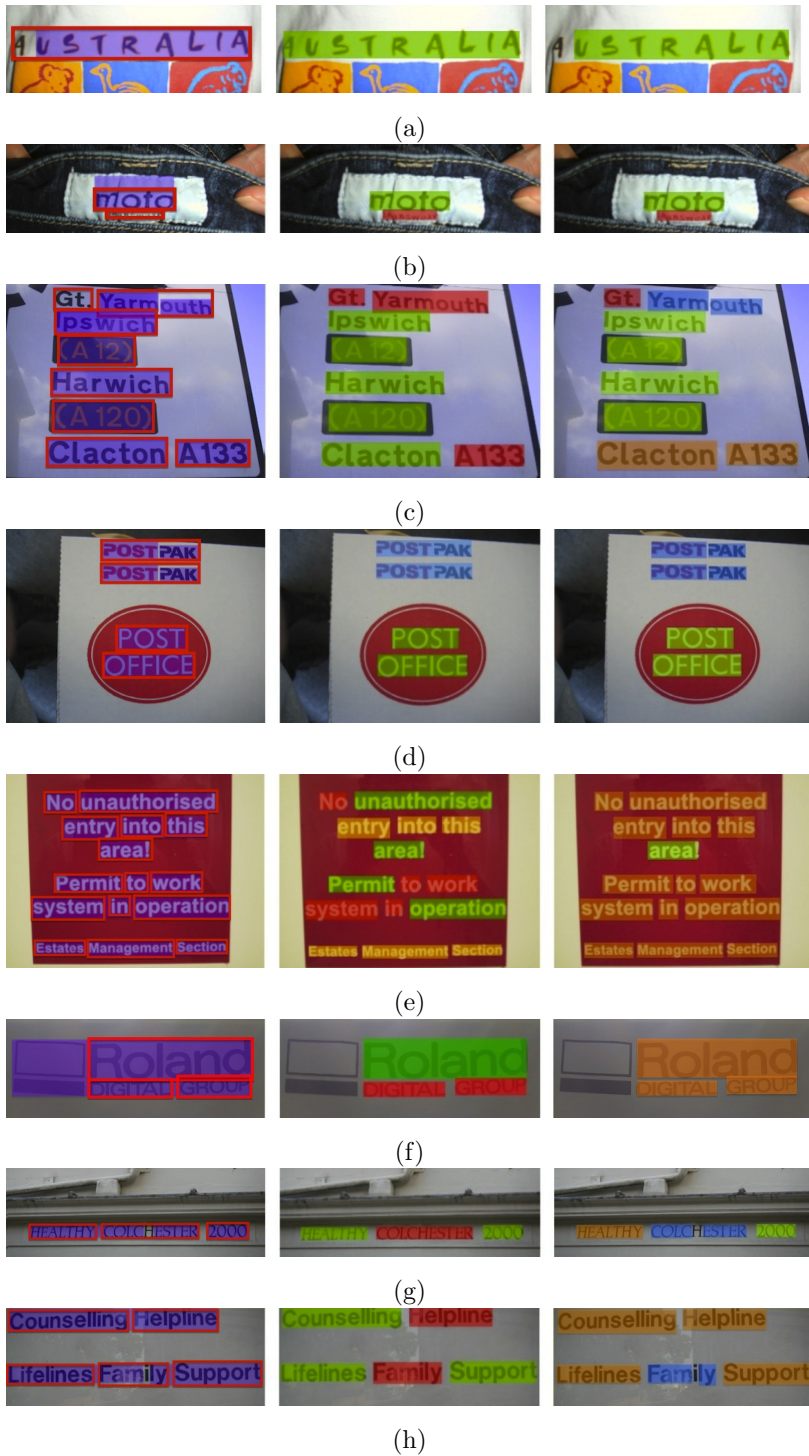 AUSTRALIA AUSTRALIA AUSTRALIA
(a)
moto moto moto
(b)
Gt. Yarmouth Gt. Yarmouth Gt. Yarmouth
Ipswich Ipswich Ipswich
(A 12) (A 12) (A 12)
Harwich Harwich Harwich
(A 120) (A 120) (A 120)
Clacton A133 Clacton A133 Clacton A133
(c)
POSTPAK POSTPAK POSTPAK
POSTPAK POSTPAK POSTPAK
POST POST POST
OFFICE OFFICE OFFICE
(d)
No unauthorised No unauthorised No unauthorised
entry into this entry into this entry into this
area! area! area!
Permit to work Permit to work Permit to work
system in operation system in operation system in operation
Estates Management Section Estates Management Section Estates Management Section
(e)
Roland Roland Roland
DIGITAL GROUP DIGITAL GROUP DIGITAL GROUP
(f)
HEALTHY COLCHESTER 2000 HEALTHY COLCHESTER 2000 HEALTHY COLCHESTER 2000
(g)
Counselling Helpline Counselling Helpline Counselling Helpline
Lifelines Family Support Lifelines Family Support Lifelines Family Support
(h)